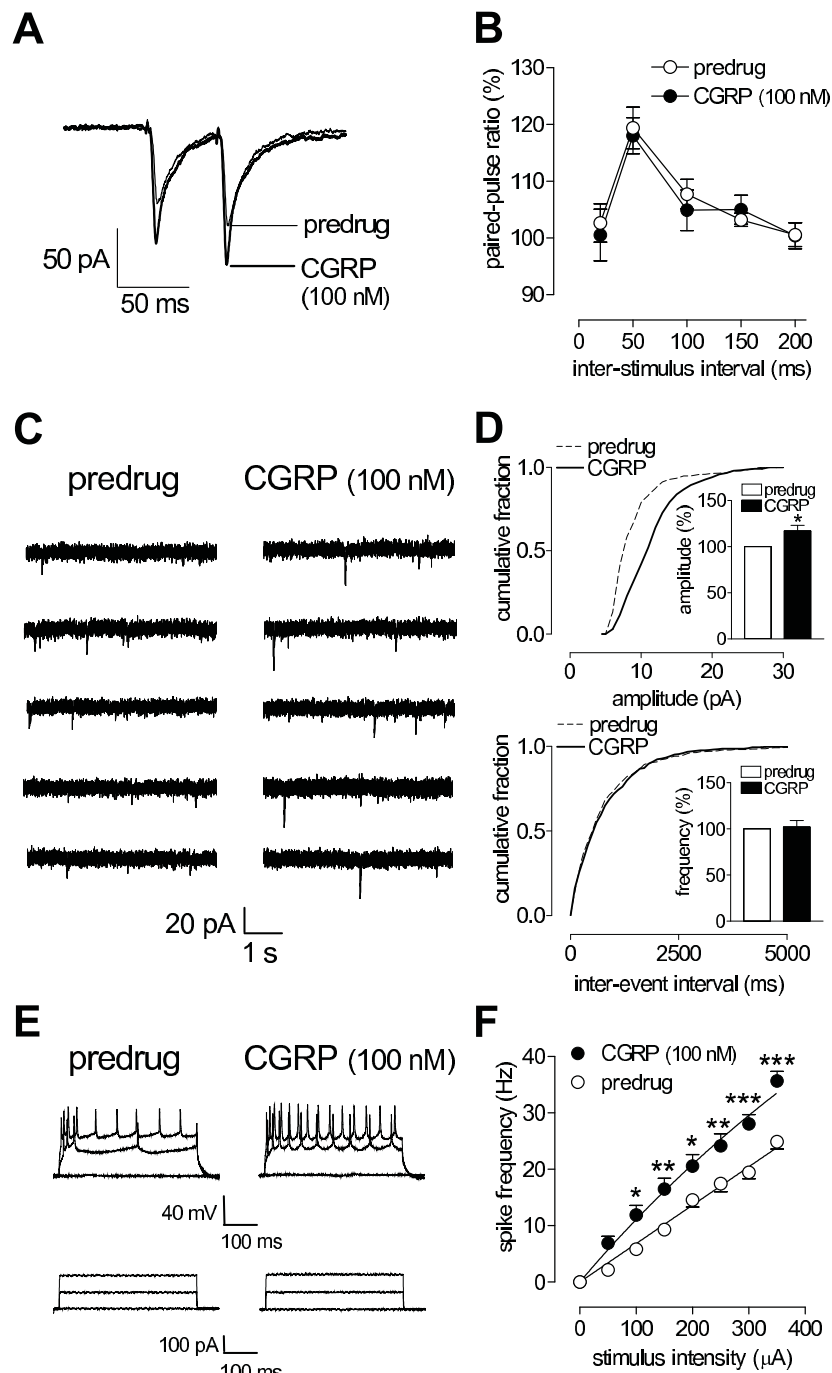 A
50 pA
50 ms
predrug
CGRP
(100 nM)
B
predrug
CGRP (100 nM)
paired-pulse ratio (%)
130
120
110
100
90
0 50 100 150 200
inter-stimulus interval (ms)
C
predrug CGRP (100 nM)
20 pA
1 s
D
predrug
CGRP
cumulative fraction
1.0
0.5
0.0
0 10 20 30
amplitude (pA)
predrug
CGRP
amplitude (%)
150
100
50
0
*
predrug
CGRP
cumulative fraction
1.0
0.5
0.0
0 2500 5000
inter-event interval (ms)
predrug
CGRP
frequency (%)
150
100
50
0
E
predrug CGRP (100 nM)
40 mV
100 ms
100 pA
100 ms
F
CGRP (100 nM)
predrug
spike frequency (Hz)
40
30
20
10
0
* ** * ** *** ***
0 100 200 300 400
stimulus intensity (μA)